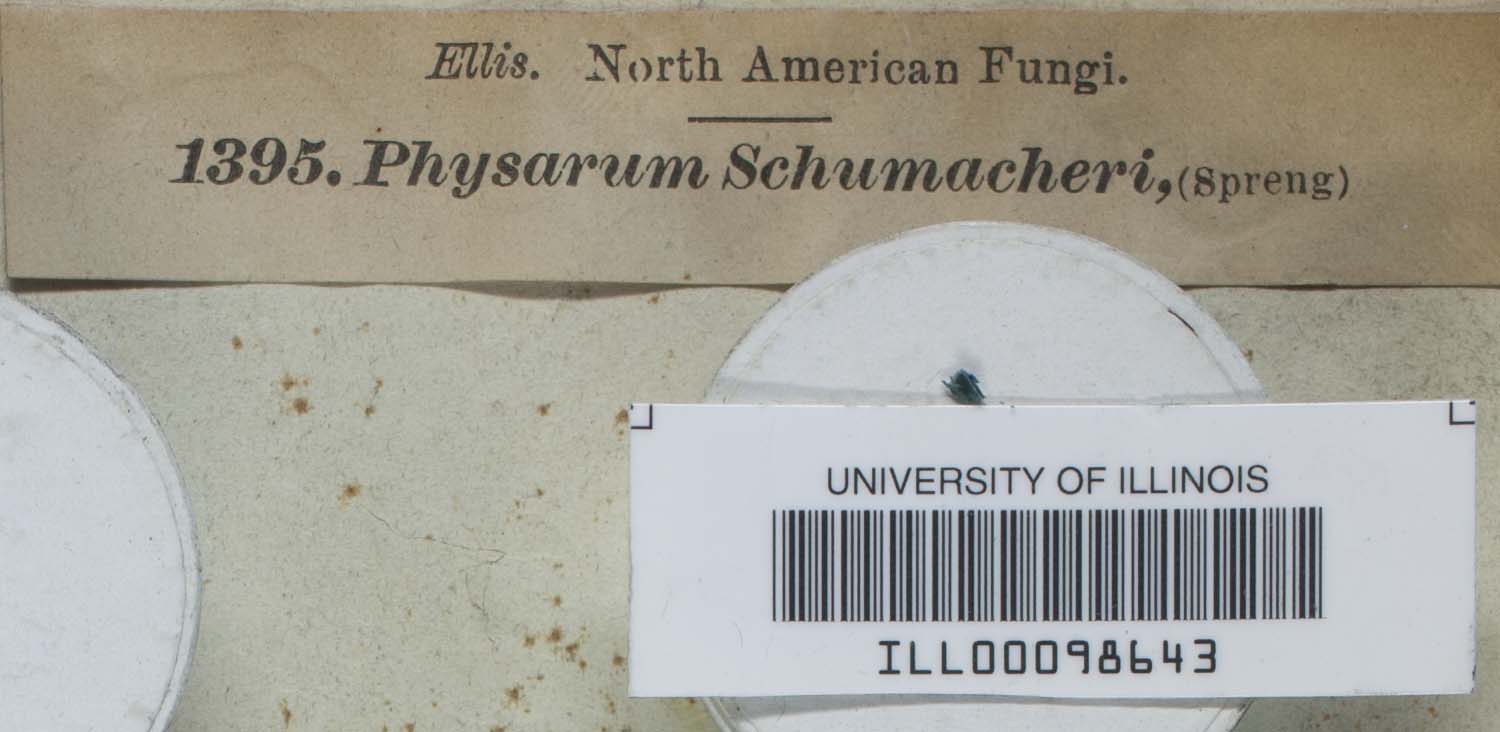 Ellis. North American Fungi.
1395. Physarum Schumacheri, (Spreng)
UNIVERSITY OF ILLINOIS
ILL00098643